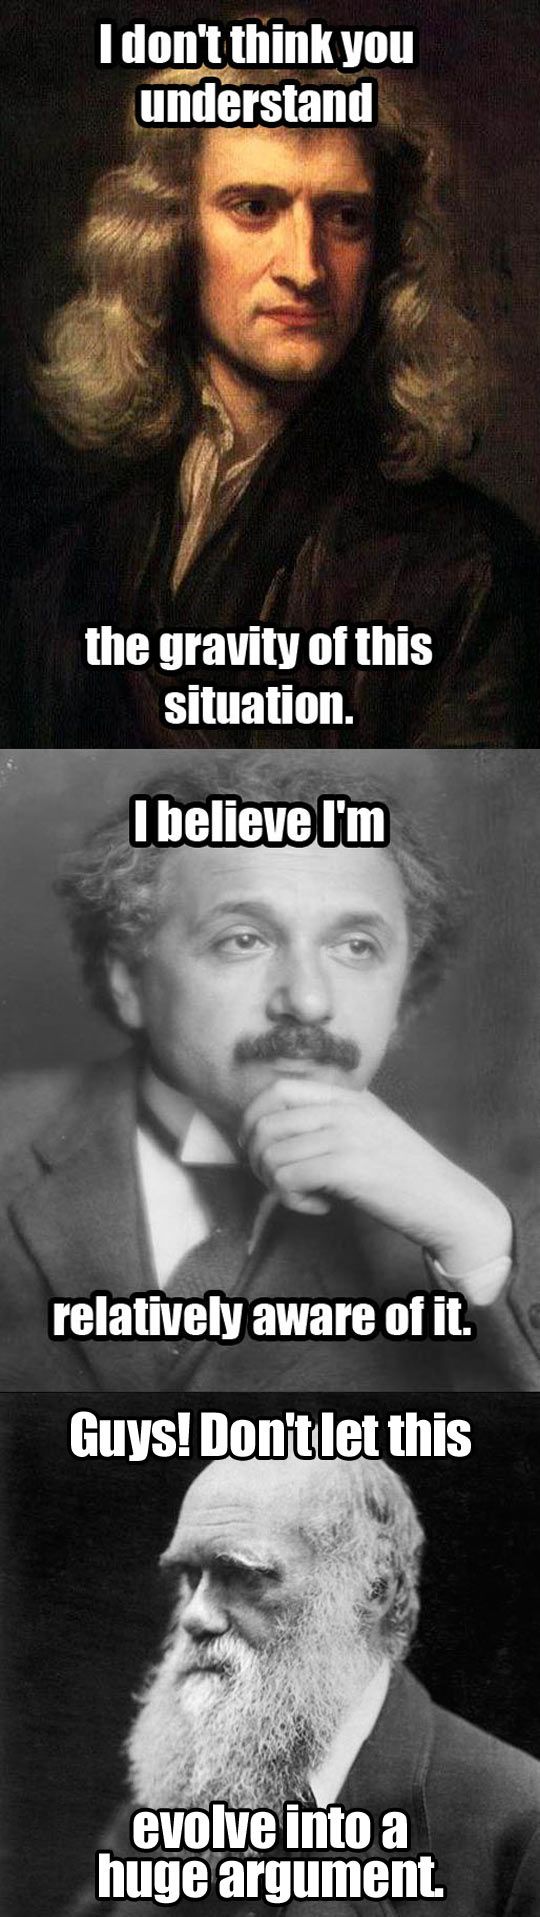 I don't think you
understand
the gravity of this
situation.
I believe I'm
relatively aware of it.
Guys! Don't let this
evolve into a
huge argument.